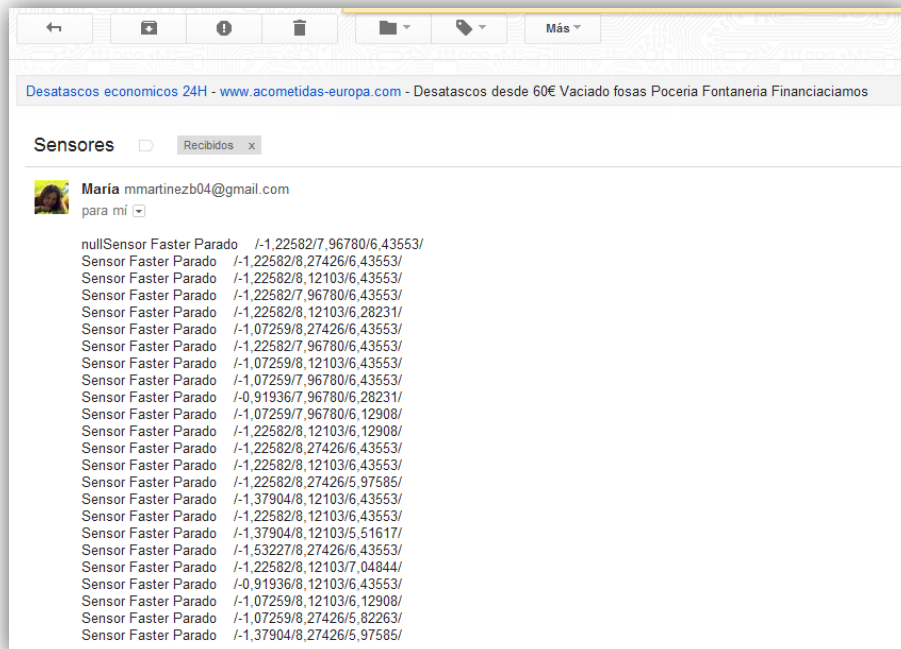 Más
Desatascos economicos 24H - www.acometidas-europa.com - Desatascos desde 60€ Vaciado fosas Poceria Fontaneria Financiaciamos
Sensores Recibidos x
María mmartinezb04@gmail.com
para mí
nullSensor Faster Parado /-1,22582/7,96780/6,43553/
Sensor Faster Parado /-1,22582/8,27426/6,43553/
Sensor Faster Parado /-1,22582/8,12103/6,43553/
Sensor Faster Parado /-1,22582/7,96780/6,43553/
Sensor Faster Parado /-1,22582/8,12103/6,28231/
Sensor Faster Parado /-1,07259/8,27426/6,43553/
Sensor Faster Parado /-1,22582/7,96780/6,43553/
Sensor Faster Parado /-1,07259/8,12103/6,43553/
Sensor Faster Parado /-1,07259/7,96780/6,43553/
Sensor Faster Parado /-0,91936/7,96780/6,28231/
Sensor Faster Parado /-1,07259/7,96780/6,12908/
Sensor Faster Parado /-1,22582/8,12103/6,12908/
Sensor Faster Parado /-1,22582/8,27426/6,43553/
Sensor Faster Parado /-1,22582/8,12103/6,43553/
Sensor Faster Parado /-1,22582/8,27426/5,97585/
Sensor Faster Parado /-1,37904/8,12103/6,43553/
Sensor Faster Parado /-1,22582/8,12103/6,43553/
Sensor Faster Parado /-1,37904/8,12103/5,51617/
Sensor Faster Parado /-1,53227/8,27426/6,43553/
Sensor Faster Parado /-1,22582/8,12103/7,04844/
Sensor Faster Parado /-0,91936/8,12103/6,43553/
Sensor Faster Parado /-1,07259/8,12103/6,12908/
Sensor Faster Parado /-1,07259/8,27426/5,82263/
Sensor Faster Parado /-1,37904/8,27426/5,97585/